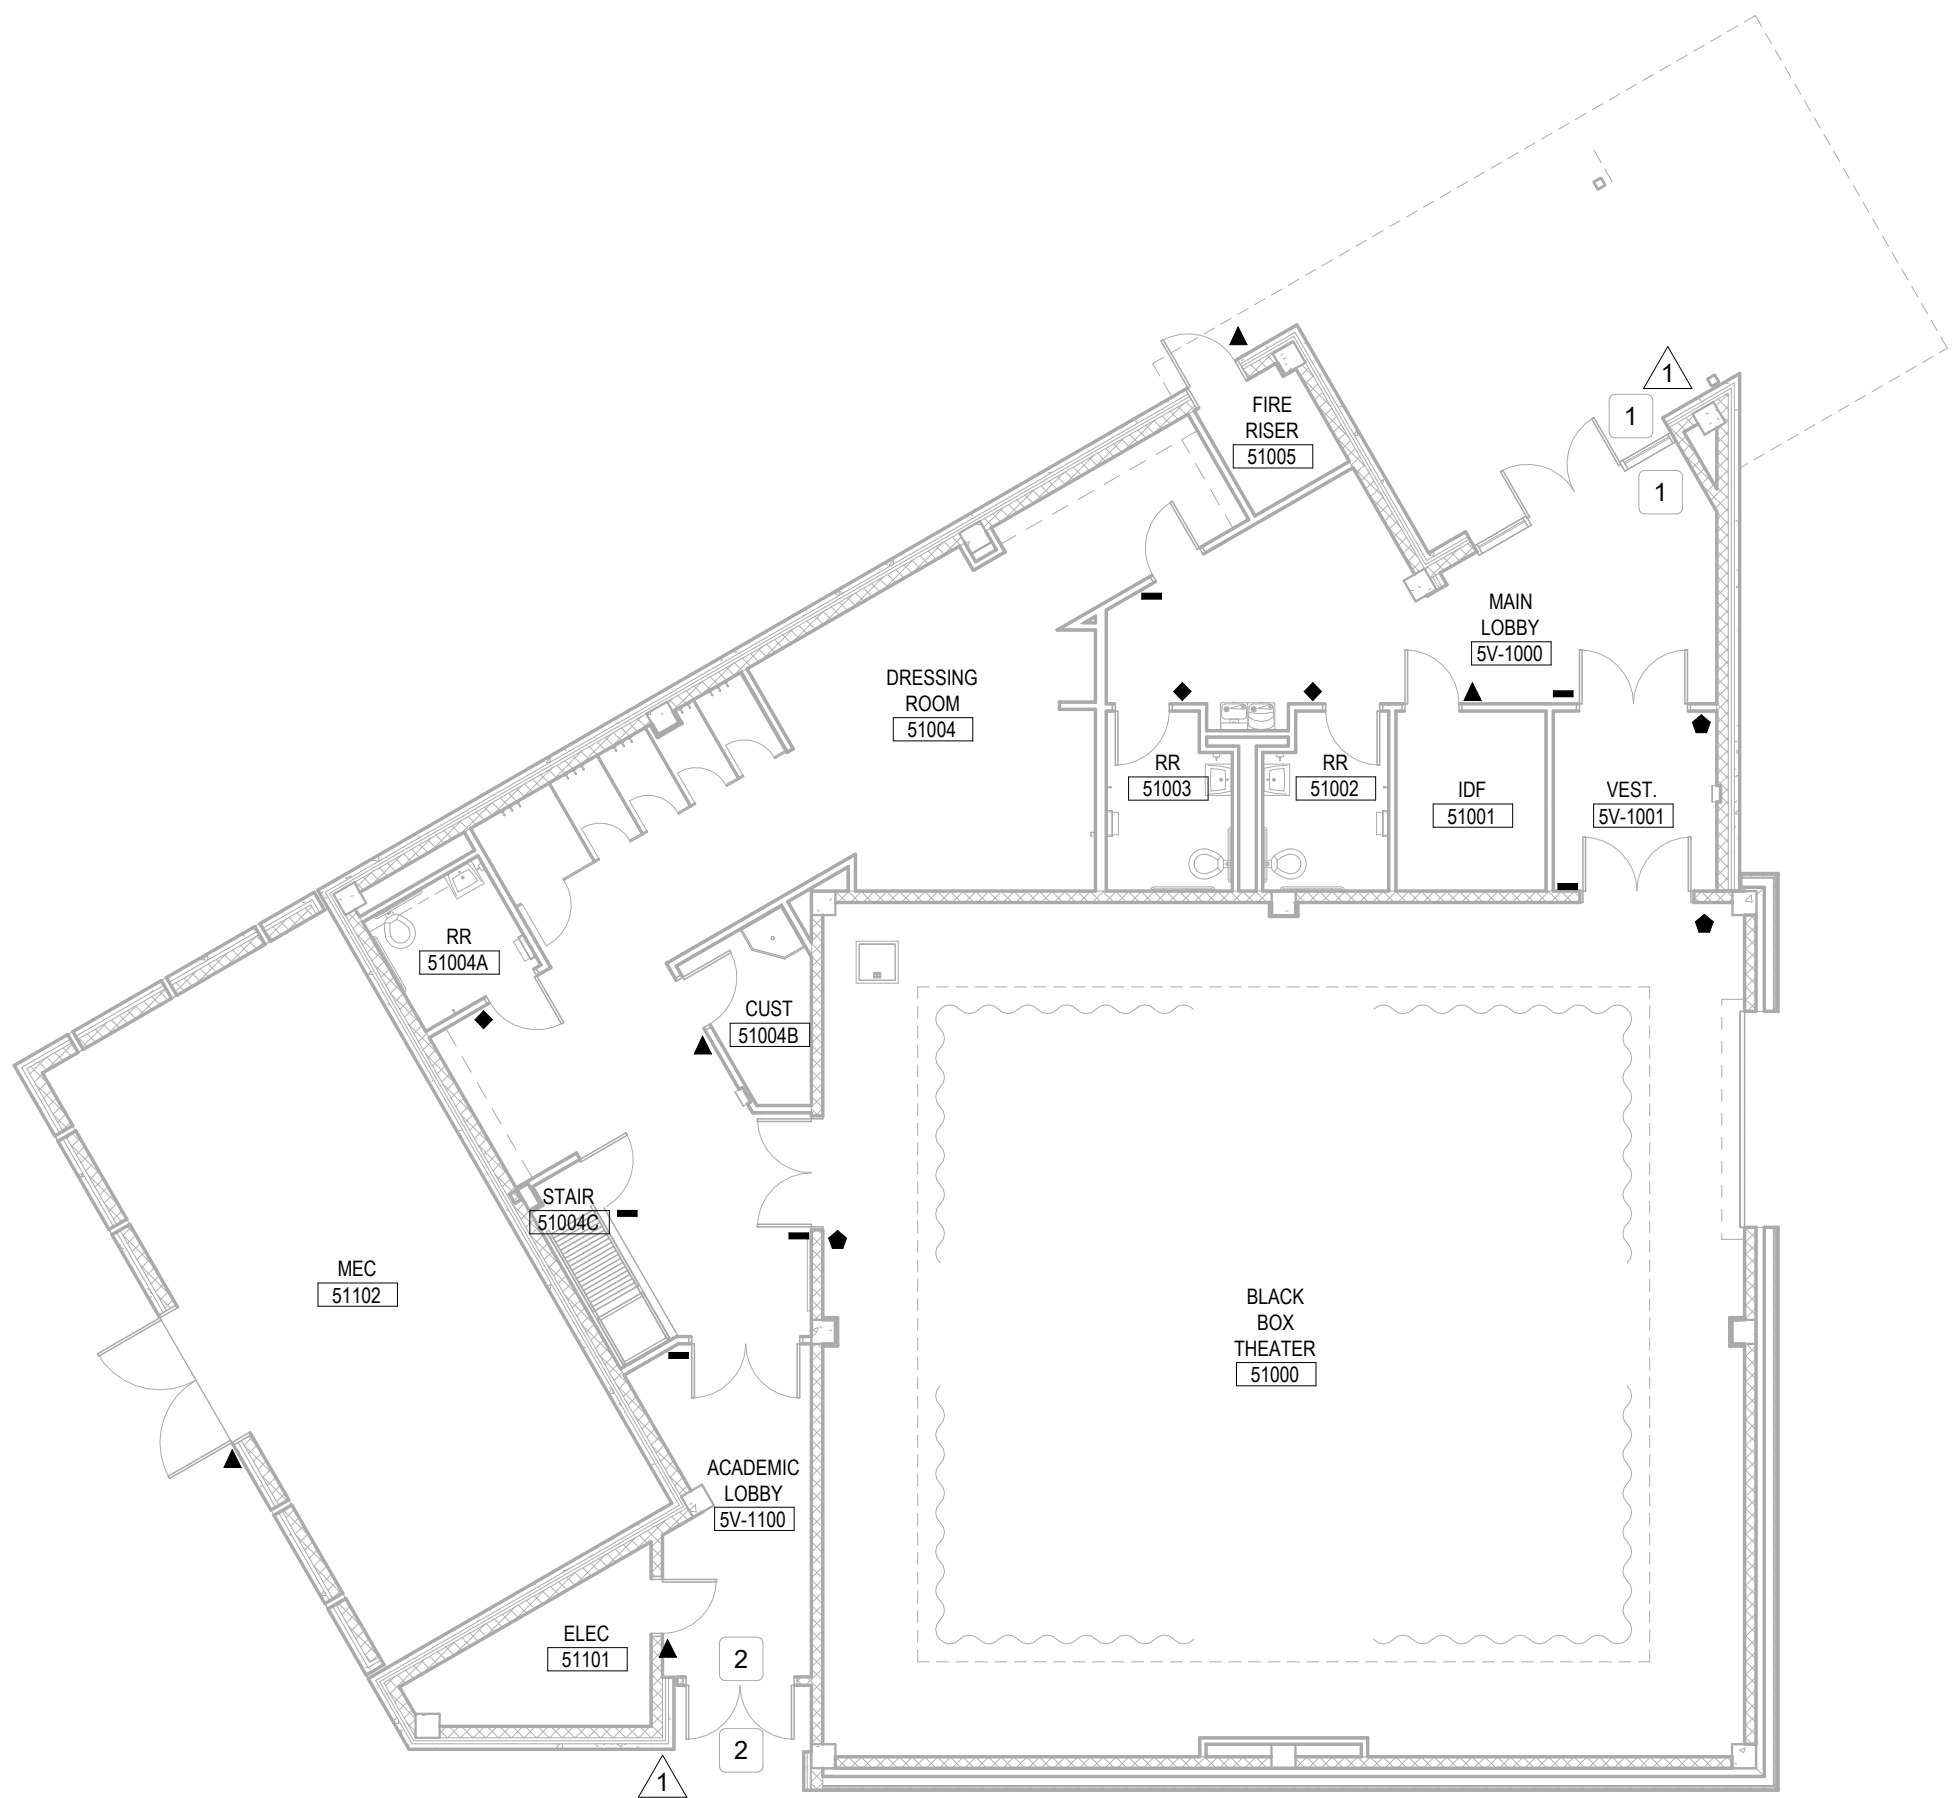 1
1
FIRE
RISER
51005
1
MAIN
LOBBY
5V-1000
DRESSING
ROOM
51004
RR
51003
RR
51002
IDF
51001
VEST.
5V-1001
RR
51004A
CUST
51004B
STAIR
51004C
MEC
51102
BLACK
BOX
THEATER
51000
ACADEMIC
LOBBY
5V-1100
ELEC
51101
2
2
1